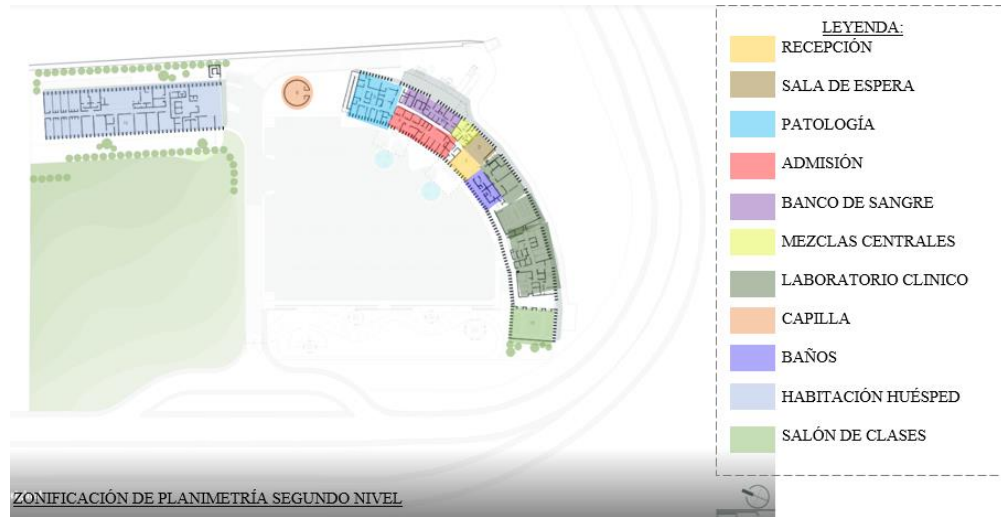 LEYENDA:
RECEPCIÓN
SALA DE ESPERA
PATOLOGÍA
ADMISIÓN
BANCO DE SANGRE
MEZCLAS CENTRALES
LABORATORIO CLINICO
CAPILLA
BAÑOS
HABITACIÓN HUÉSPED
SALÓN DE CLASES
ZONIFICACIÓN DE PLANIMETRÍA SEGUNDO NIVEL